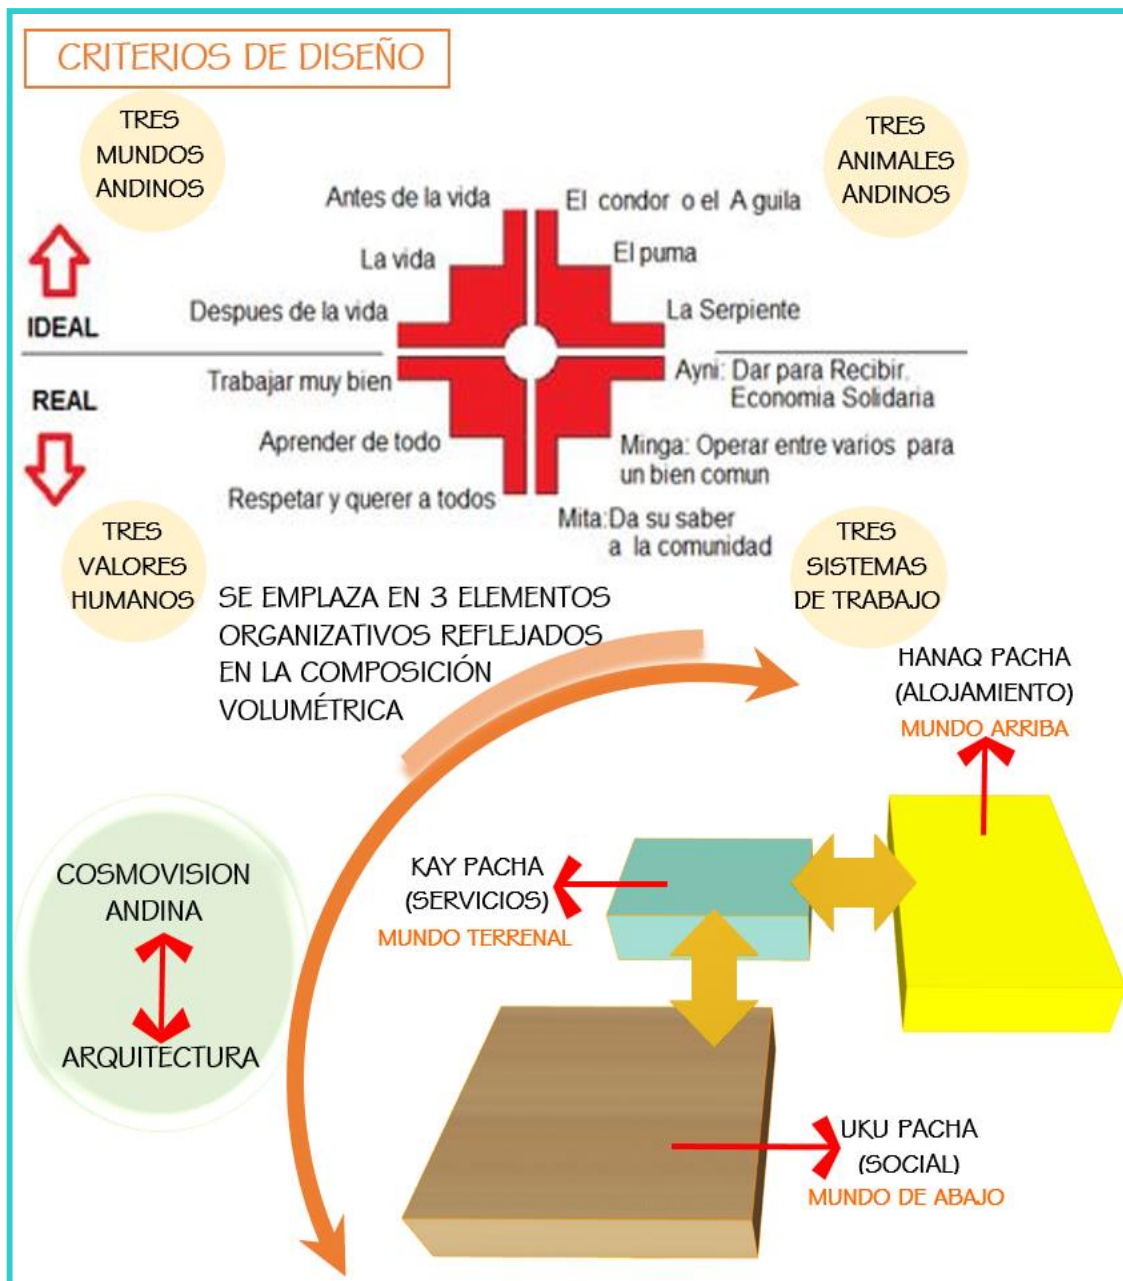 CRITERIOS DE DISEÑO
TRES
MUNDOS
ANDINOS
TRES
ANIMALES
ANDINOS
Antes de la vida
El condor o el A guila
La vida
El puma
Despues de la vida
La Serpiente
IDEAL
REAL
Trabajar muy bien
Ayni: Dar para Recibir.
Economia Solidaria
Aprender de todo
Minga: Operar entre varios para
un bien comun
Respetar y querer a todos
Mita:Da su saber
a la comunidad
TRES
VALORES
HUMANOS
TRES
SISTEMAS
DE TRABAJO
SE EMPLAZA EN 3 ELEMENTOS
ORGANIZATIVOS REFLEJADOS
EN LA COMPOSICIÓN
VOLUMÉTRICA
HANAQ PACHA
(ALOJAMIENTO)
MUNDO ARRIBA
KAY PACHA
(SERVICIOS)
MUNDO TERRENAL
COSMOVISION
ANDINA
ARQUITECTURA
UKU PACHA
(SOCIAL)
MUNDO DE ABAJO